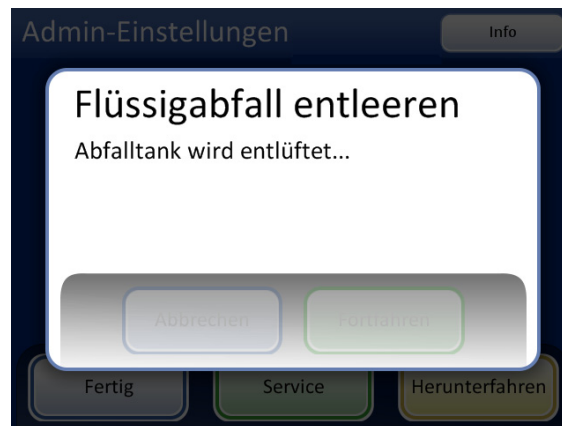 Admin-Einstellungen
Info
Flüssigabfall entleeren
Abfalltank wird entlüftet...
Abbrechen
Fortfahren
Fertig
Service
Herunterfahren